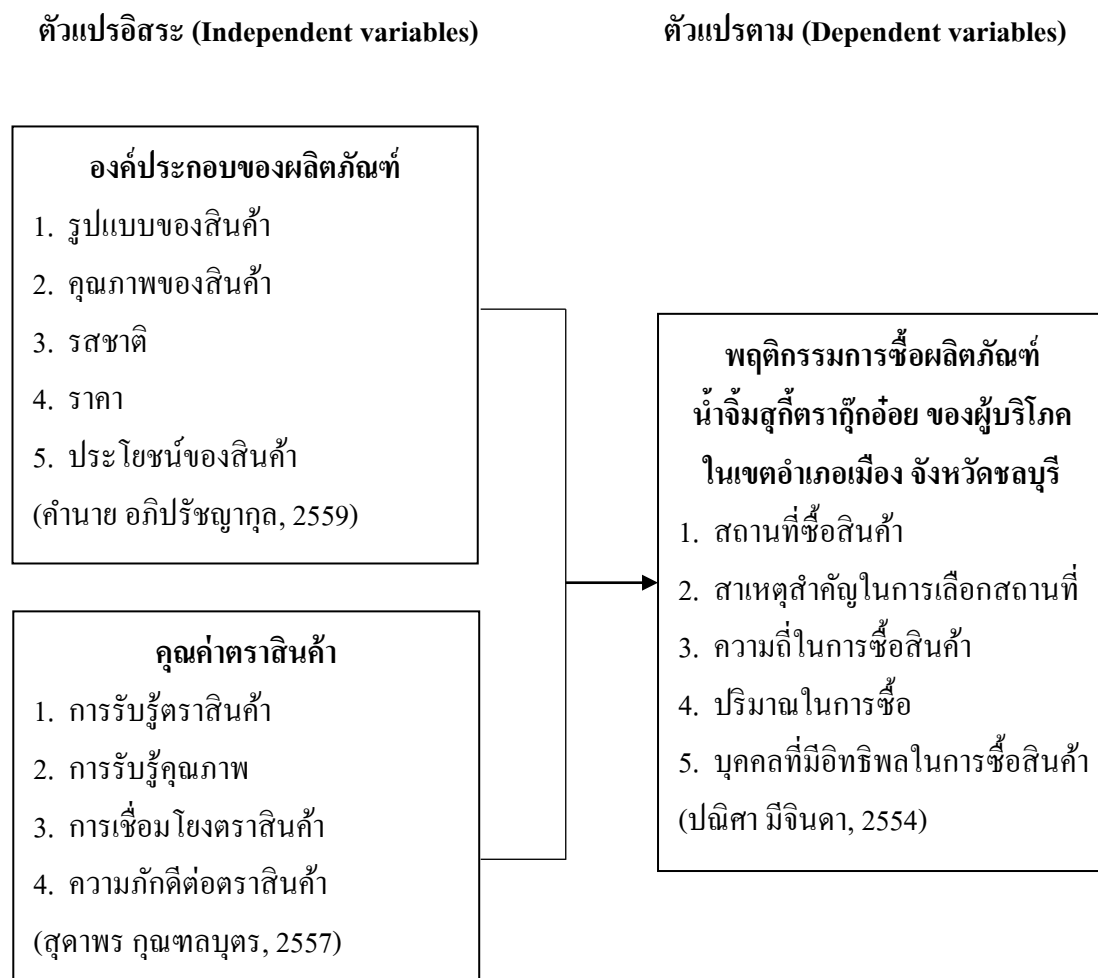 ตัวแปรอิสระ (Independent variables)
ตัวแปรตาม (Dependent variables)
องค์ประกอบของผลิตภัณฑ์
1. รูปแบบของสินค้า
2. คุณภาพของสินค้า
3. รสชาติ
4. ราคา
5. ประโยชน์ของสินค้า
(คำนาย อภิปรัชญากุล, 2559)
คุณค่าตราสินค้า
1. การรับรู้ตราสินค้า
2. การรับรู้คุณภาพ
3. การเชื่อมโยงตราสินค้า
4. ความภักดีต่อตราสินค้า
(สุดาพร กุณฑลบุตร, 2557)
พฤติกรรมการซื้อผลิตภัณฑ์
น้ำจิ้มสุกี้ตรากุ๊กอ๋อย ของผู้บริโภค
ในเขตอำเภอเมือง จังหวัดชลบุรี
1. สถานที่ซื้อสินค้า
2. สาเหตุสำคัญในการเลือกสถานที่
3. ความถี่ในการซื้อสินค้า
4. ปริมาณในการซื้อ
5. บุคคลที่มีอิทธิพลในการซื้อสินค้า
(ปณิศา มีจินดา, 2554)